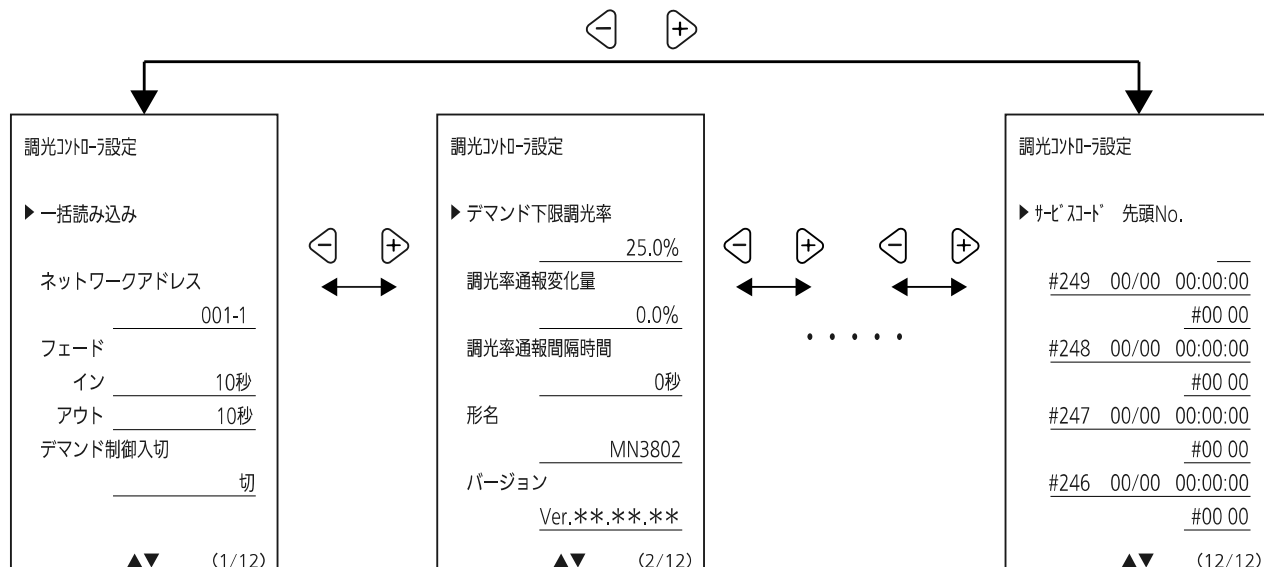 調光ｺﾝﾄﾛｰﾗ設定
▶ 一括読み込み
ネットワークアドレス
001-1
フェード
イン 10秒
アウト 10秒
デマンド制御入切
切
▲▼ (1/12)
調光ｺﾝﾄﾛｰﾗ設定
▶ デマンド下限調光率
25.0%
調光率通報変化量
0.0%
調光率通報間隔時間
0秒
形名
MN3802
バージョン
Ver.**.**.**
▲▼ (2/12)
・・・・・
調光ｺﾝﾄﾛｰﾗ設定
▶ ｻｰﾋﾞｽｺｰﾄﾞ 先頭No.
#249 00/00 00:00:00
#00 00
#248 00/00 00:00:00
#00 00
#247 00/00 00:00:00
#00 00
#246 00/00 00:00:00
#00 00
▲▼ (12/12)